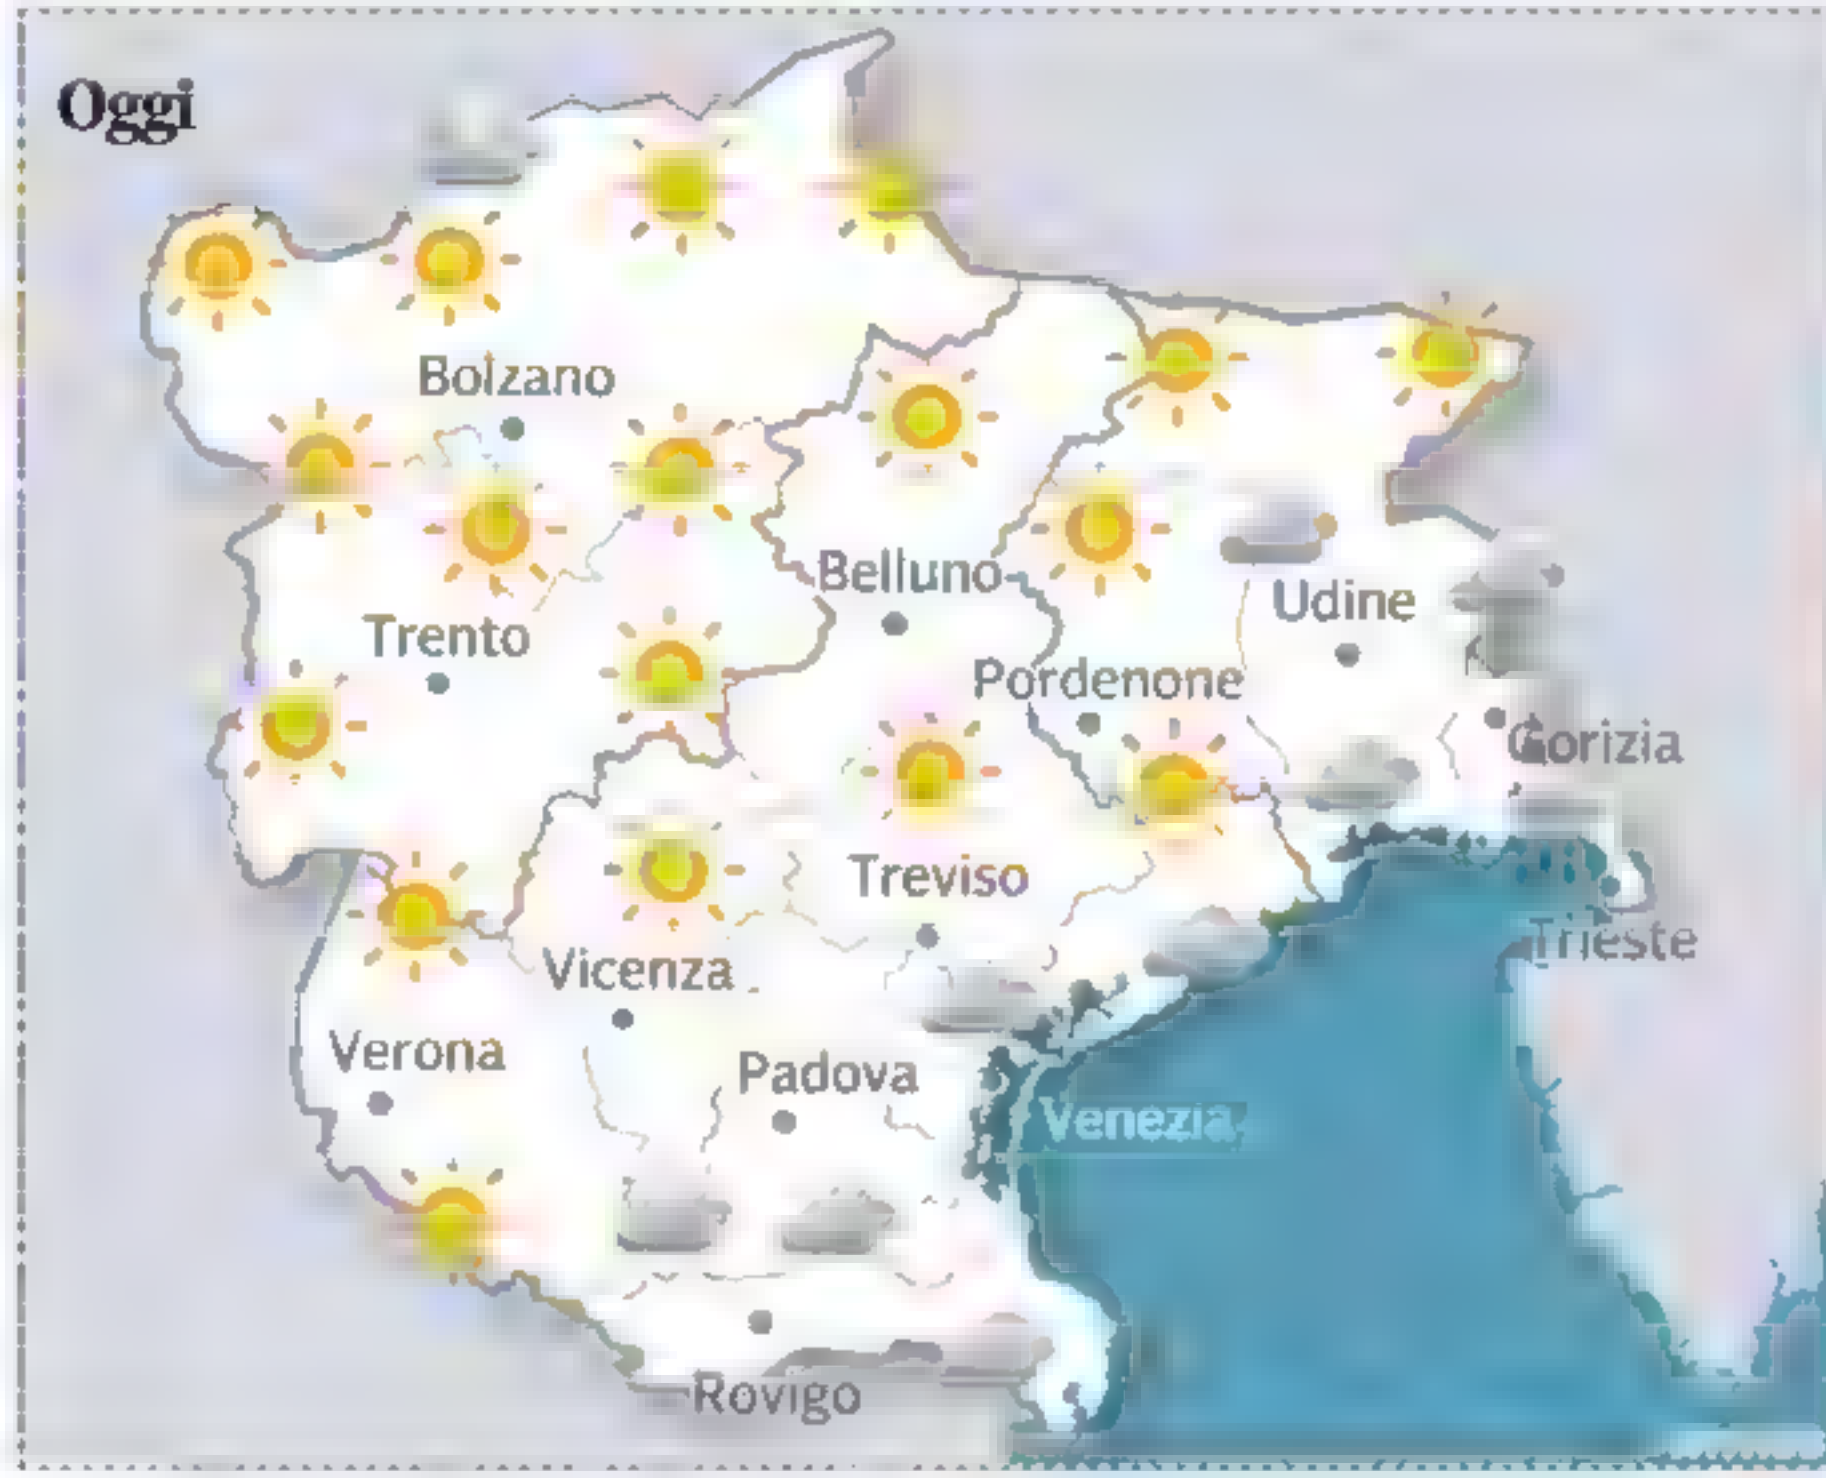 Oggi
Bolzano
Belluno
Udine
Trento
Pordenone
Gorizia
Treviso
Trieste
Vicenza
Verona
Padova
Venezia
Rovigo